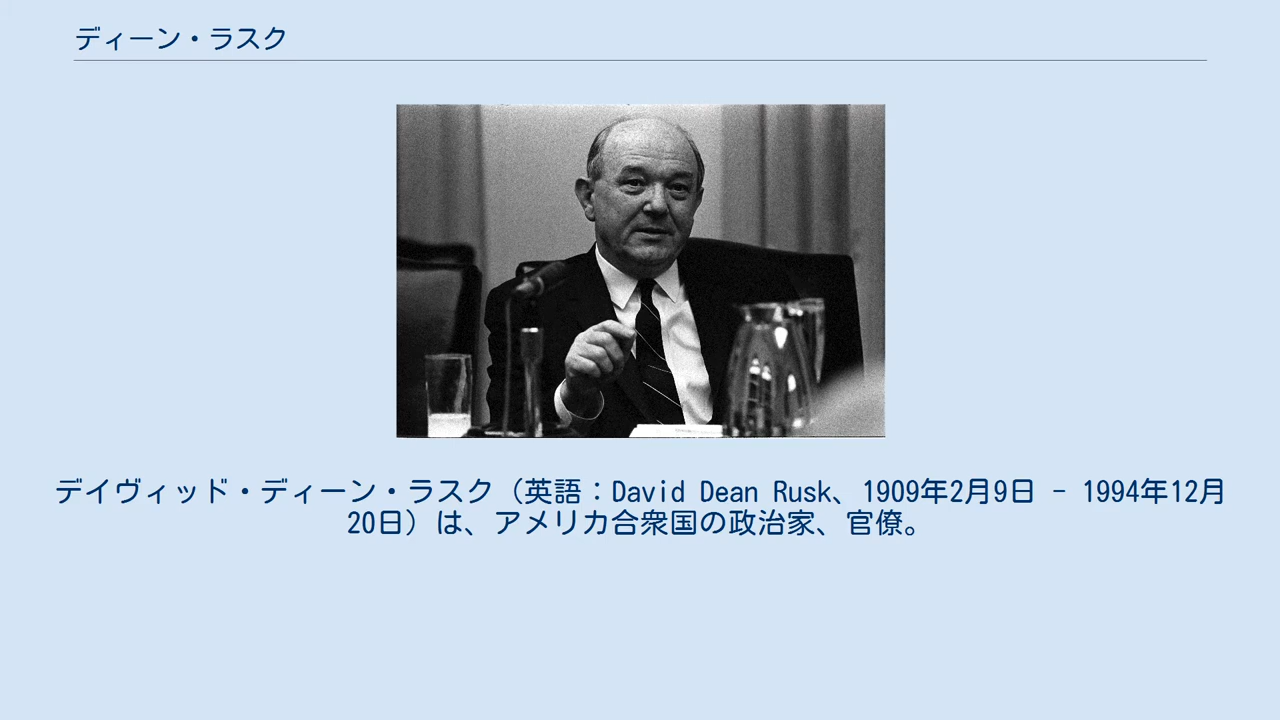 ディーン・ラスク
デイヴィッド・ディーン・ラスク（英語：David Dean Rusk、1909年2月9日 - 1994年12月
20日）は、アメリカ合衆国の政治家、官僚。